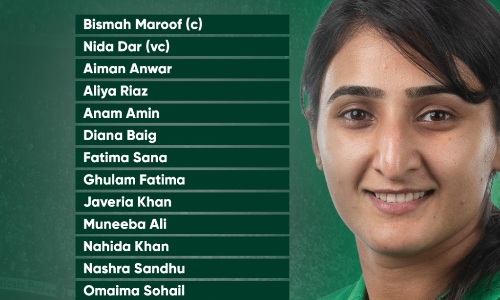 Bismah Maroof (c)
Nida Dar (vc)
Aiman Anwar
Aliya Riaz
Anam Amin
Diana Baig
Fatima Sana
Ghulam Fatima
Javeria Khan
Muneeba Ali
Nahida Khan
Nashra Sandhu
Omaima Sohail